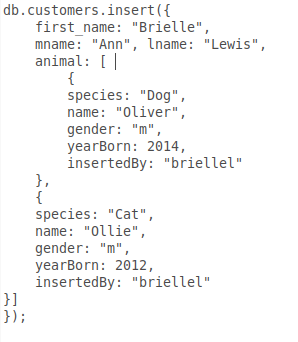 db.customers.insert({
    first_name: "Brielle",
    mname: "Ann", lname: "Lewis",
    animal: [
        {
        species: "Dog",
        name: "Oliver",
        gender: "m",
        yearBorn: 2014,
        insertedBy: "briellel"
    },
    {
    species: "Cat",
    name: "Ollie",
    gender: "m",
    yearBorn: 2012,
    insertedBy: "briellel"
}]
});